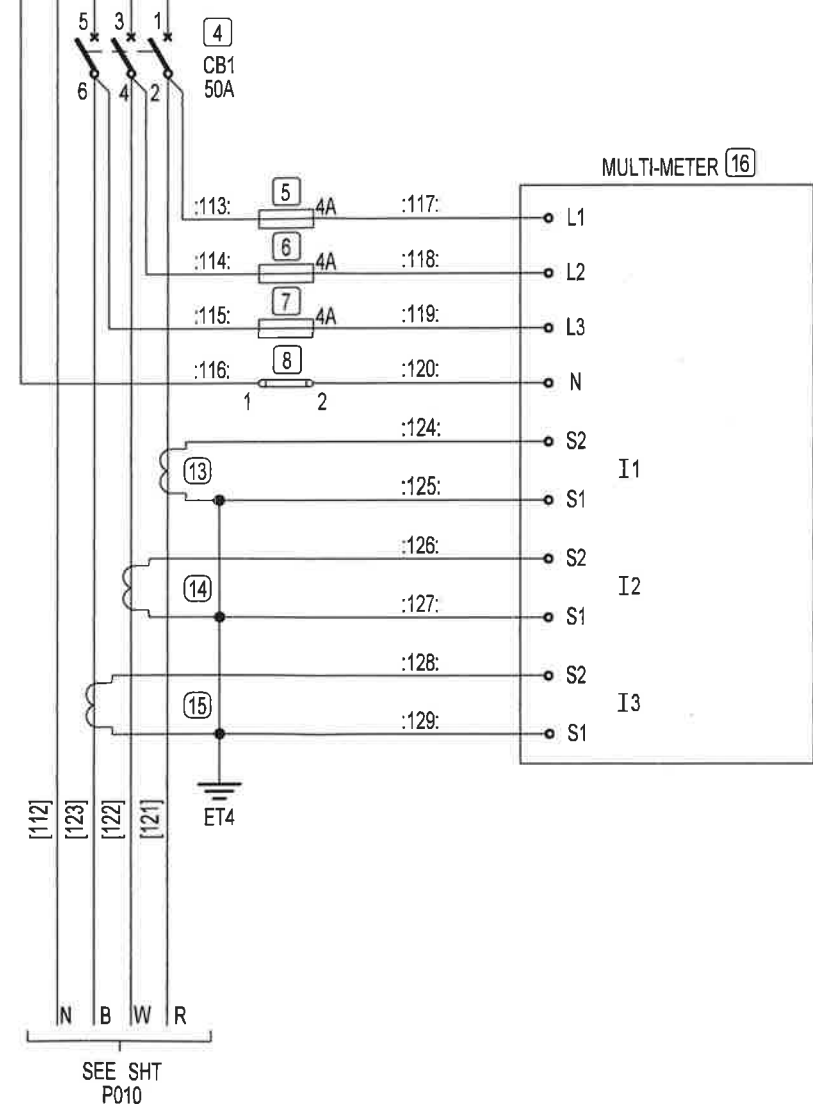 5 3 1 4
CB1
50A
6 4 2
MULTI-METER 16
:113: 5 4A :117: L1
:114: 6 4A :118: L2
:115: 7 4A :119: L3
:116: 8 :120: N
1 2
:124: S2
13 I1
:125: S1
:126: S2
14 I2
:127: S1
:128: S2
15 I3
:129: S1
ET4
[112] [123] [122] [121]
N B W R
SEE SHT
P010